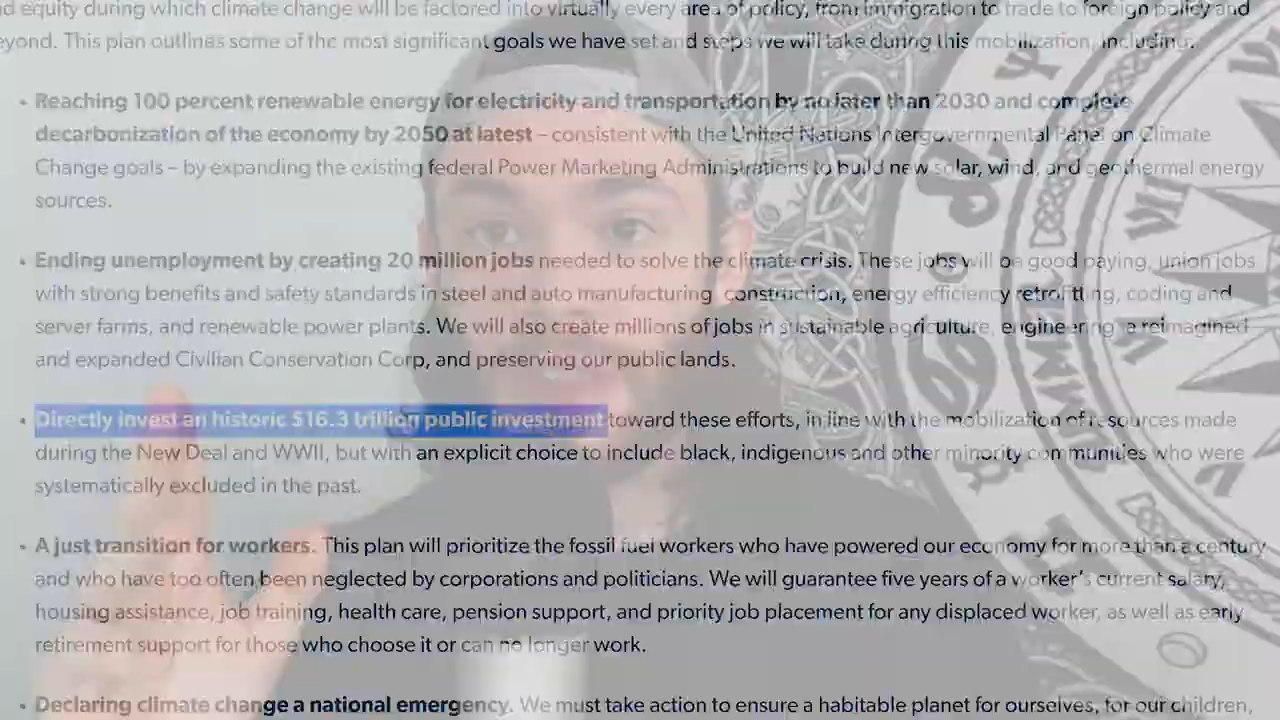 nd equity during which climate change will be factored into virtually every area of policy, from immigration to trade to foreign policy and
eyond. This plan outlines some of the most significant goals we have set and steps we will take during this mobilization, including:
• Reaching 100 percent renewable energy for electricity and transportation by no later than 2030 and complete
decarbonization of the economy by 2050 at latest – consistent with the United Nations Intergovernmental Panel on Climate
Change goals – by expanding the existing federal Power Marketing Administrations to build new solar, wind, and geothermal energy
sources.
• Ending unemployment by creating 20 million jobs needed to solve the climate crisis. These jobs will be good paying, union jobs
with strong benefits and safety standards in steel and auto manufacturing, construction, energy efficiency retrofitting, coding and
server farms, and renewable power plants. We will also create millions of jobs in sustainable agriculture, engineering, a reimagined
and expanded Civilian Conservation Corp, and preserving our public lands.
• Directly invest an historic $16.3 trillion public investment toward these efforts, in line with the mobilization of resources made
during the New Deal and WWII, but with an explicit choice to include black, indigenous and other minority communities who were
systematically excluded in the past.
• A just transition for workers. This plan will prioritize the fossil fuel workers who have powered our economy for more than a century
and who have too often been neglected by corporations and politicians. We will guarantee five years of a worker's current salary,
housing assistance, job training, health care, pension support, and priority job placement for any displaced worker, as well as early
retirement support for those who choose it or can no longer work.
• Declaring climate change a national emergency. We must take action to ensure a habitable planet for ourselves, for our children,